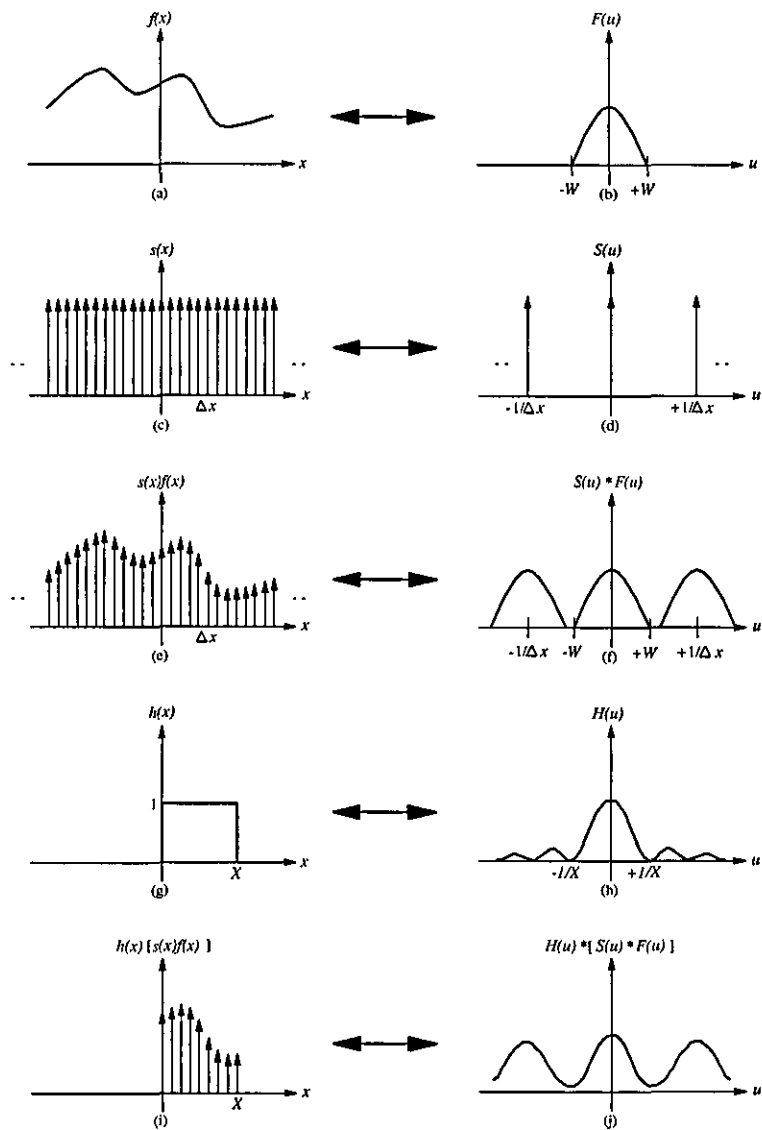 f(x) F(u)
x u
-W +W
(a) (b)
s(x) S(u)
.. .. .. ..
x u
Δx -1/Δx +1/Δx
(c) (d)
s(x)f(x) S(u) * F(u)
.. ..
x u
Δx -1/Δx -W +W +1/Δx
(e) (f)
h(x) H(u)
1
x u
X -1/X +1/X
(g) (h)
h(x) [s(x)f(x) ] H(u) *[ S(u) * F(u) ]
x u
X
(i) (j)